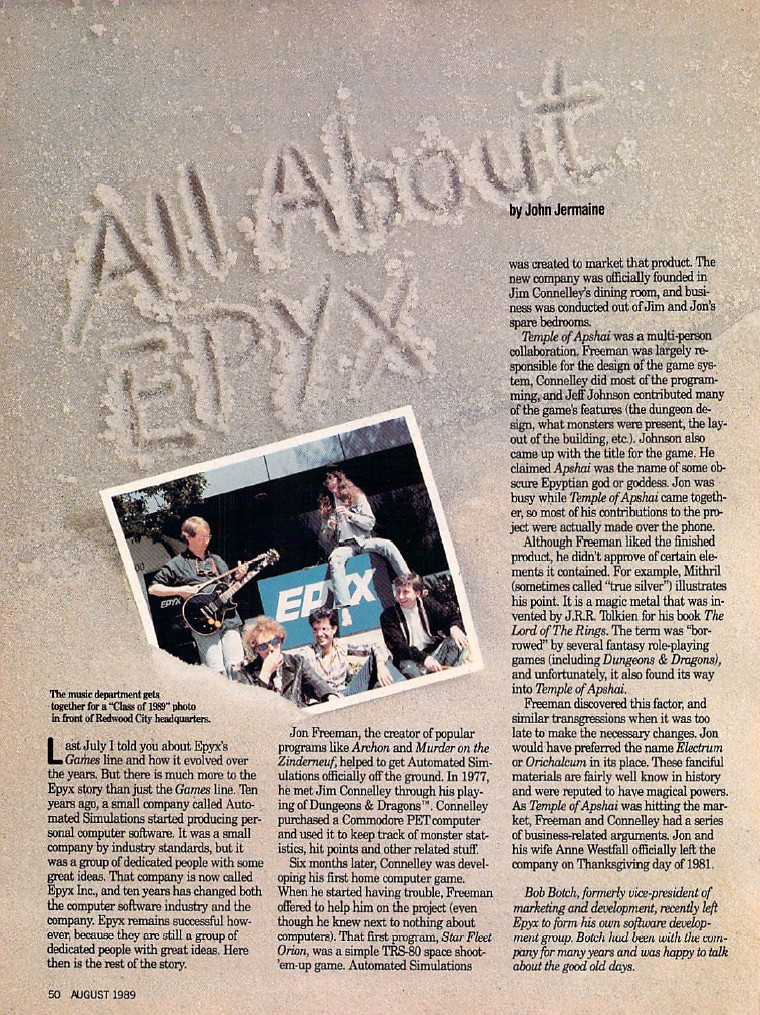 All About
EPYX
by John Jermaine
EPYX
EPYX
The music department gets
together for a “Class of 1989” photo
in front of Redwood City headquarters.
Last July I told you about Epyx's
Games line and how it evolved over
the years. But there is much more to the
Epyx story than just the Games line. Ten
years ago, a small company called Auto-
mated Simulations started producing per-
sonal computer software. It was a small
company by industry standards, but it
was a group of dedicated people with some
great ideas. That company is now called
Epyx Inc., and ten years has changed both
the computer software industry and the
company. Epyx remains successful how-
ever, because they are still a group of
dedicated people with great ideas. Here
then is the rest of the story.
Jon Freeman, the creator of popular
programs like Archon and Murder on the
Zinderneuf, helped to get Automated Sim-
ulations officially off the ground. In 1977,
he met Jim Connelley through his play-
ing of Dungeons & Dragons™. Connelley
purchased a Commodore PET computer
and used it to keep track of monster stat-
istics, hit points and other related stuff.
Six months later, Connelley was devel-
oping his first home computer game.
When he started having trouble, Freeman
offered to help him on the project (even
though he knew next to nothing about
computers). That first program, Star Fleet
Orion, was a simple TRS-80 space shoot-
'em-up game. Automated Simulations
was created to market that product. The
new company was officially founded in
Jim Connelley's dining room, and busi-
ness was conducted out of Jim and Jon's
spare bedrooms.
Temple of Apshai was a multi-person
collaboration. Freeman was largely re-
sponsible for the design of the game sys-
tem, Connelley did most of the program-
ming, and Jeff Johnson contributed many
of the game's features (the dungeon de-
sign, what monsters were present, the lay-
out of the building, etc.). Johnson also
came up with the title for the game. He
claimed Apshai was the name of some ob-
scure Epyptian god or goddess. Jon was
busy while Temple of Apshai came togeth-
er, so most of his contributions to the pro-
ject were actually made over the phone.
Although Freeman liked the finished
product, he didn't approve of certain ele-
ments it contained. For example, Mithril
(sometimes called “true silver”) illustrates
his point. It is a magic metal that was in-
vented by J.R.R. Tolkien for his book The
Lord of The Rings. The term was “bor-
rowed” by several fantasy role-playing
games (including Dungeons & Dragons),
and unfortunately, it also found its way
into Temple of Apshai.
Freeman discovered this factor, and
similar transgressions when it was too
late to make the necessary changes. Jon
would have preferred the name Electrum
or Orichalcum in its place. These fanciful
materials are fairly well know in history
and were reputed to have magical powers.
As Temple of Apshai was hitting the mar-
ket, Freeman and Connelley had a series
of business-related arguments. Jon and
his wife Anne Westfall officially left the
company on Thanksgiving day of 1981.
Bob Botch, formerly vice-president of
marketing and development, recently left
Epyx to form his own software develop-
ment group. Botch had been with the com-
pany for many years and was happy to talk
about the good old days.
50 AUGUST 1989